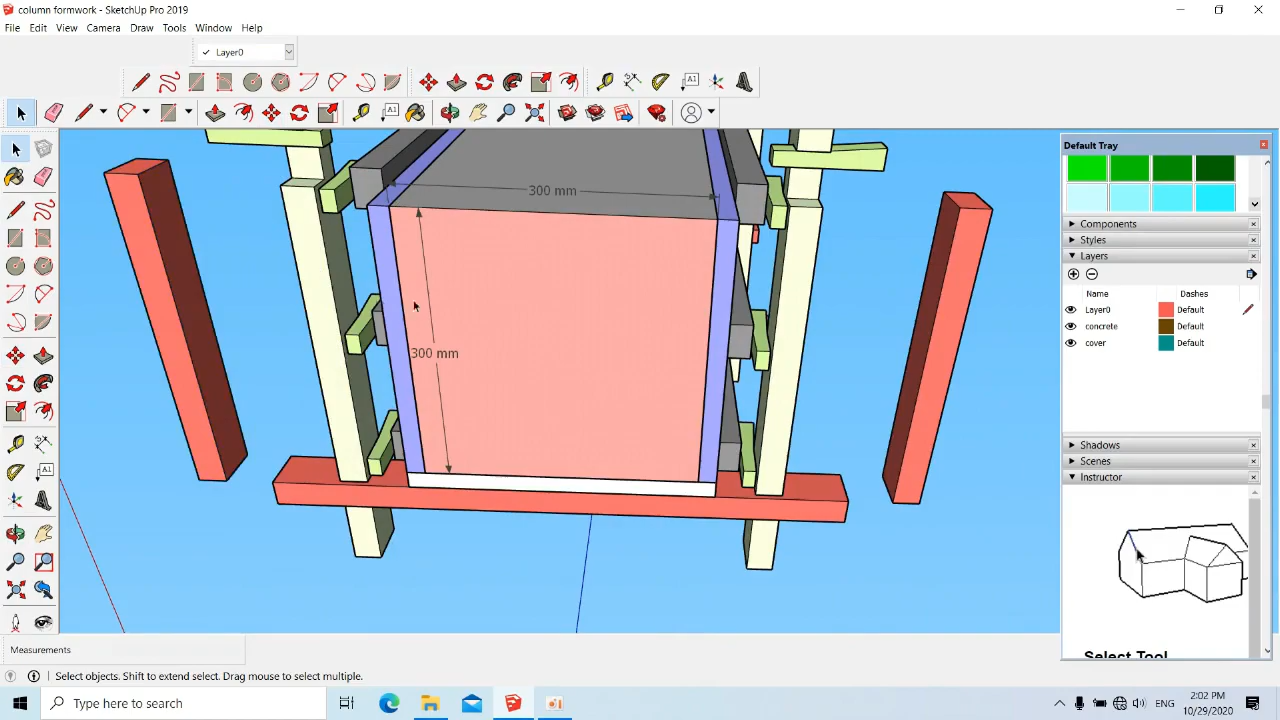 column formwork - SketchUp Pro 2019
File Edit View Camera Draw Tools Window Help
Layer0
A1
A1
Default Tray
Components
Styles
Layers
Name Dashes
Layer0 Default
concrete Default
cover Default
300 mm
300 mm
A1
Shadows
Scenes
Instructor
Select Tool
Measurements
Select objects. Shift to extend select. Drag mouse to select multiple.
Type here to search
ENG
2:02 PM
10/29/2020